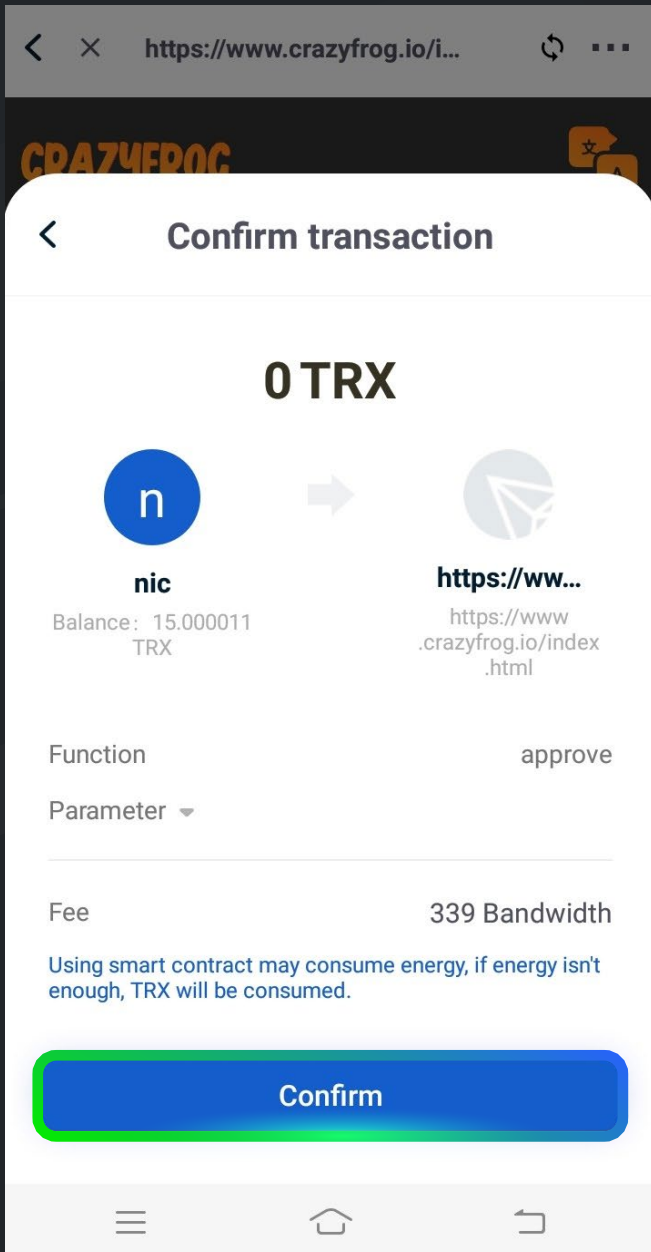 https://www.crazyfrog.io/i...
CRAZYFROG
文
A
Confirm transaction
0 TRX
n
nic
https://ww...
Balance: 15.000011
TRX
https://www
.crazyfrog.io/index
.html
Function approve
Parameter
Fee 339 Bandwidth
Using smart contract may consume energy, if energy isn't
enough, TRX will be consumed.
Confirm